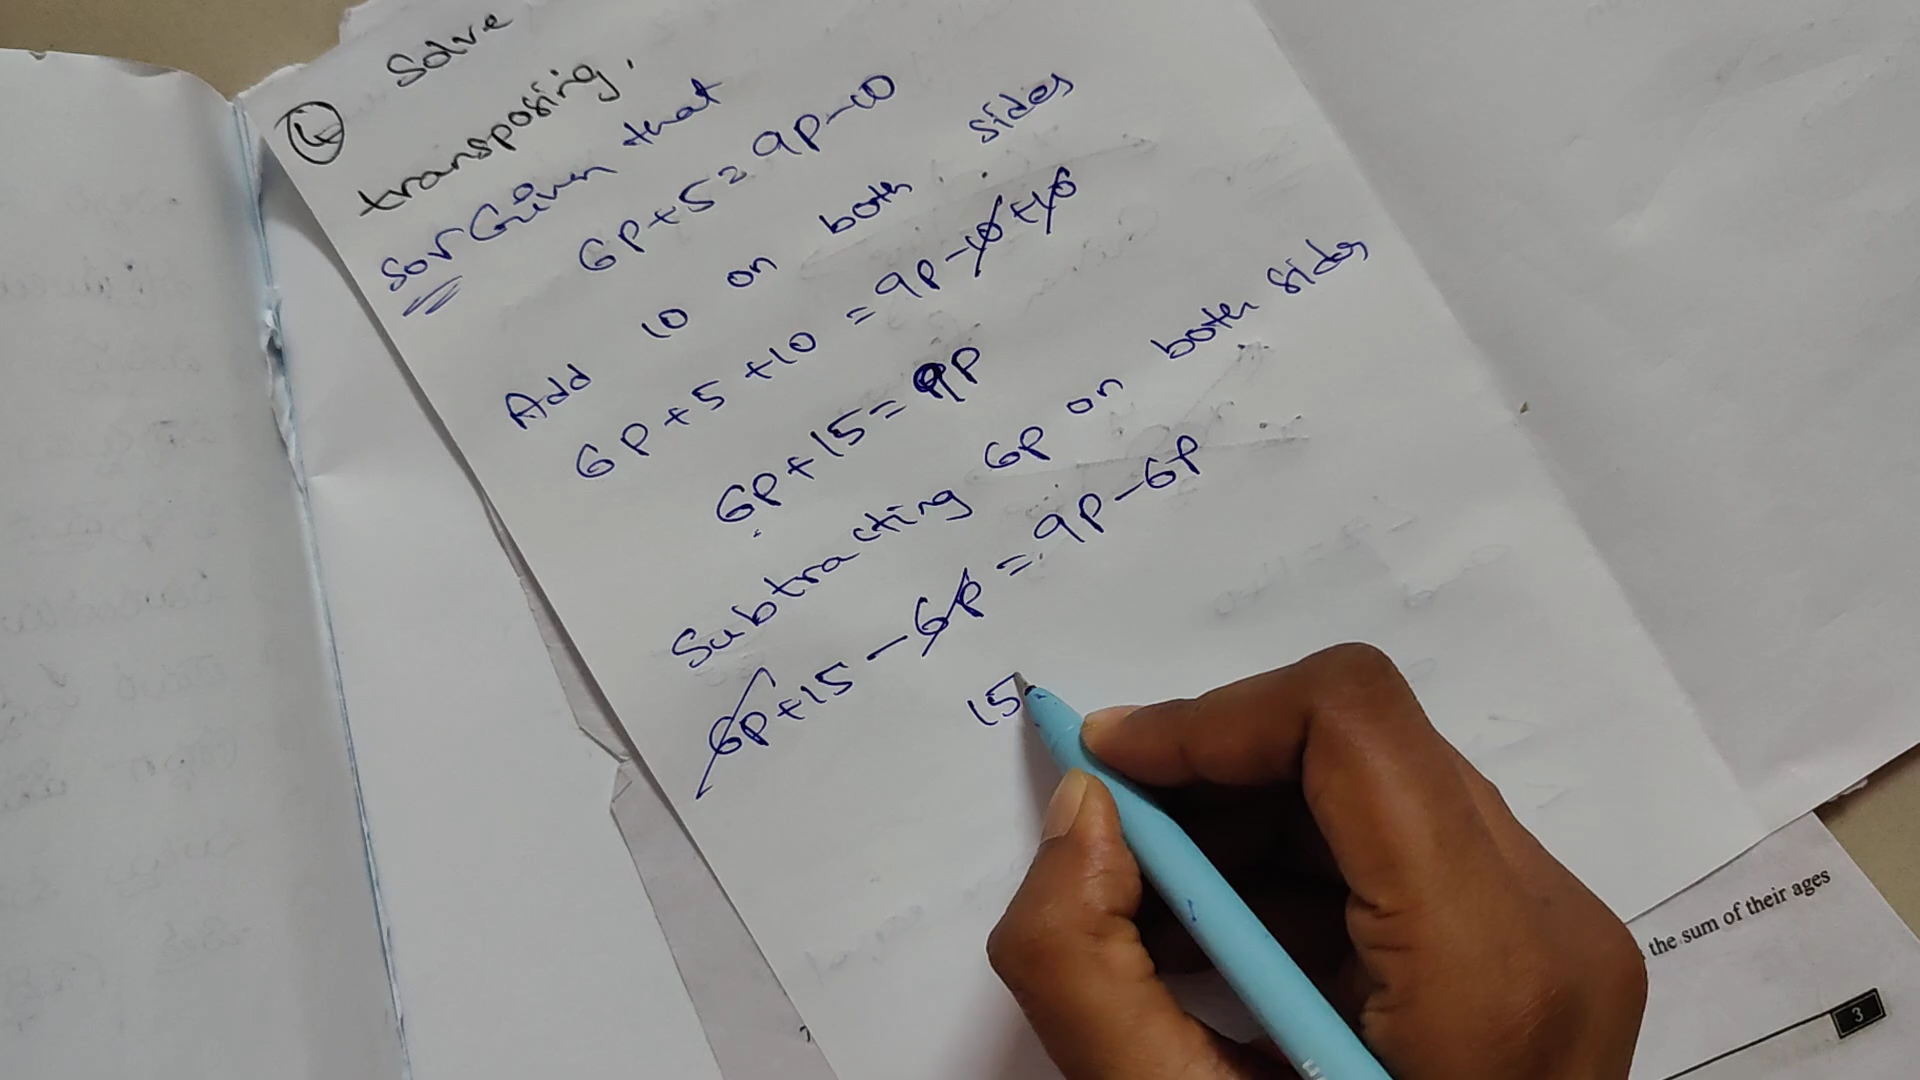 ④ Solve
transposing.
Sol Given that
6P+5=9P-10
Add 10 on both sides
6P+5+10=9P-10+10
6P+15=9P
Subtracting 6P on both sides
6P+15-6P=9P-6P
15
the sum of their ages
3